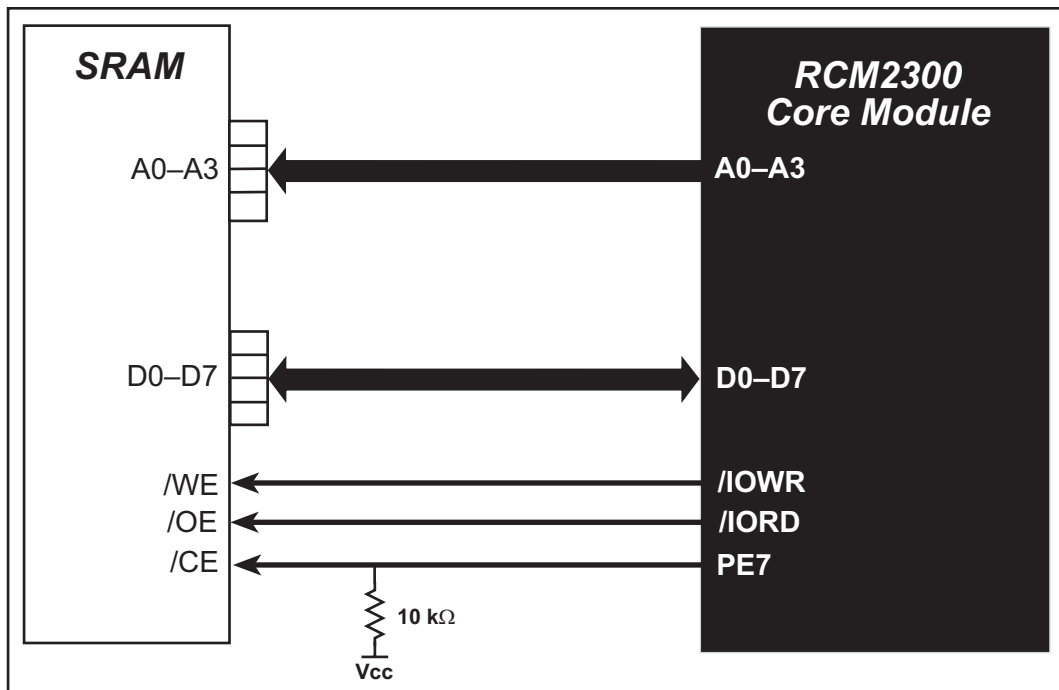 SRAM
RCM2300
Core Module
A0–A3
A0–A3
D0–D7
D0–D7
/WE
/IOWR
/OE
/IORD
/CE
PE7
10 kΩ
Vcc